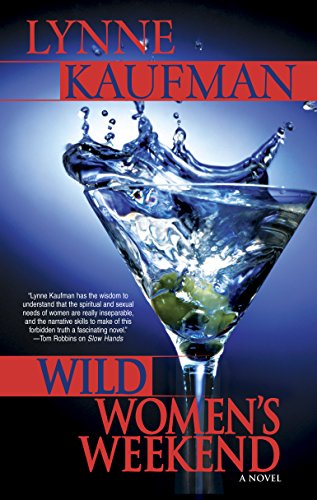 LYNNE
KAUFMAN
"Lynne Kaufman has the wisdom to
understand that the spiritual and sexual
needs of women are really inseparable,
and the narrative skills to make of this
forbidden truth a fascinating novel."
—Tom Robbins on Slow Hands
WILD
WOMEN'S
WEEKEND
A NOVEL